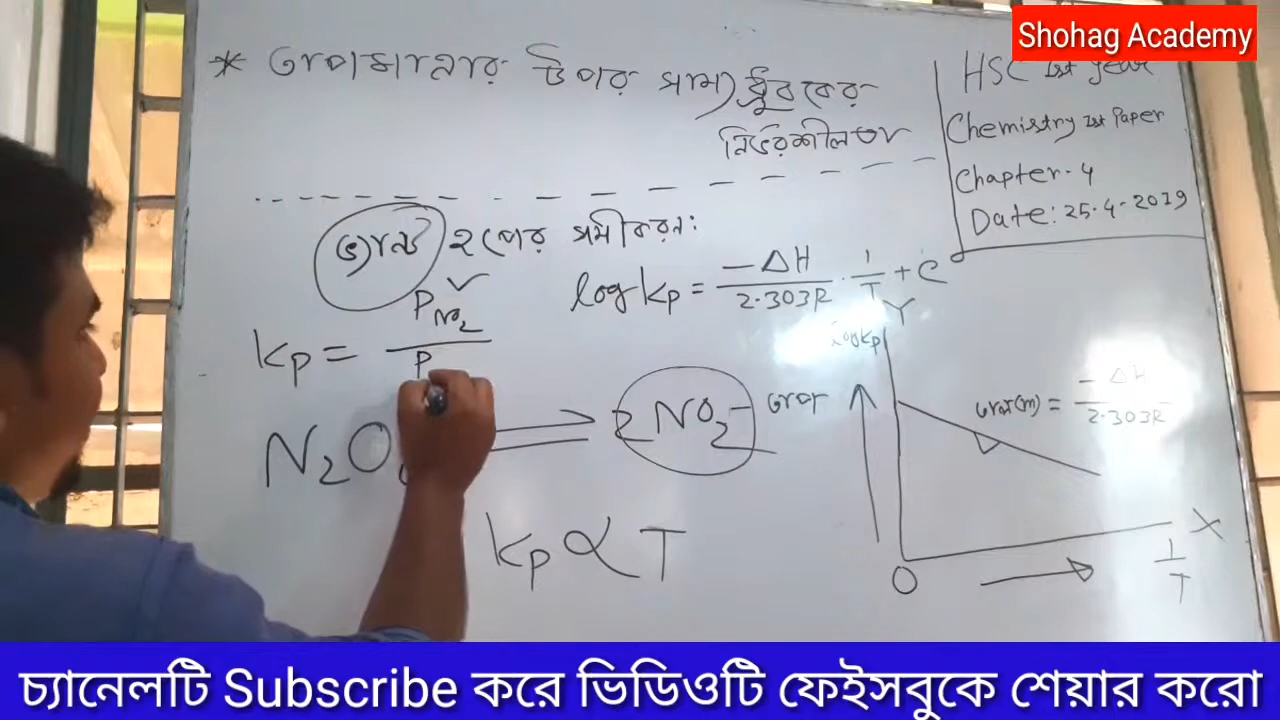 Shohag Academy
* তাপমাত্রার উপর সাম্যধ্রুবকের
নির্ভরশীলতা
HSC 1st year
Chemistry 1st Paper
Chapter-4
Date: 25-4-2019
ভ্যান্ট হফের সমীকরণ:
log Kp = -ΔH / 2.303R · 1/T + C
Kp = P NO2 / P
N2O
⇌ 2NO2 - তাপ
Kp ∝ T
Y
log Kp
ঢাল(m) = -ΔH / 2.303R
X
O
1/T
চ্যানেলটি Subscribe করে ভিডিওটি ফেইসবুকে শেয়ার করো